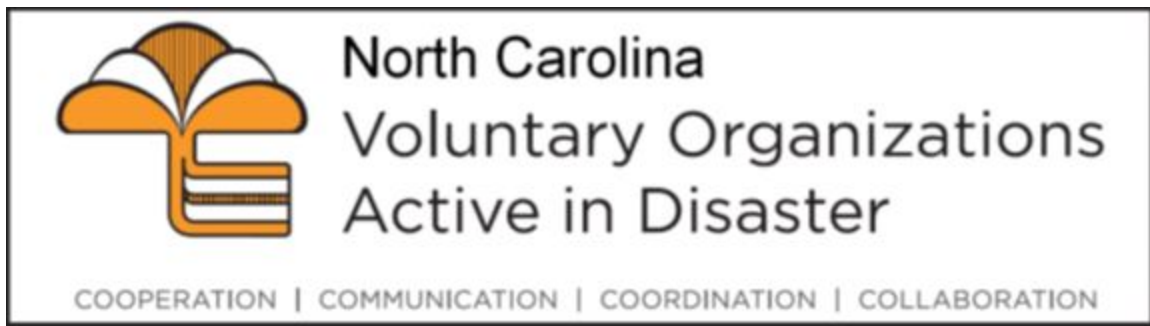 North Carolina
Voluntary Organizations
Active in Disaster
COOPERATION | COMMUNICATION | COORDINATION | COLLABORATION